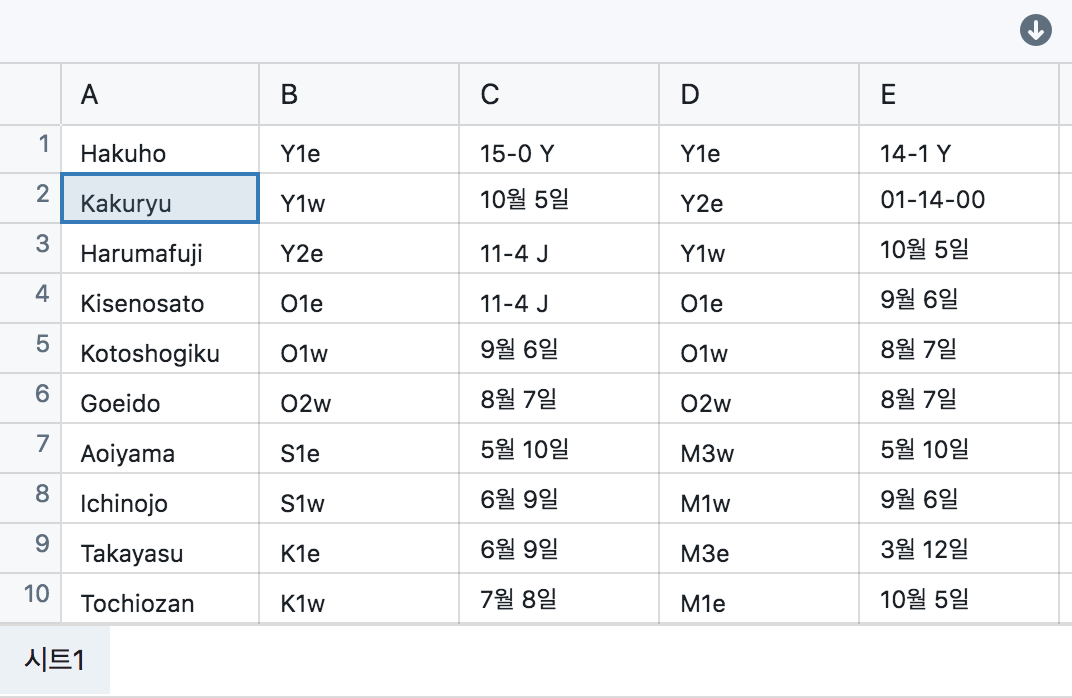 A B C D E
1 Hakuho Y1e 15-0 Y Y1e 14-1 Y
2 Kakuryu Y1w 10월 5일 Y2e 01-14-00
3 Harumafuji Y2e 11-4 J Y1w 10월 5일
4 Kisenosato O1e 11-4 J O1e 9월 6일
5 Kotoshogiku O1w 9월 6일 O1w 8월 7일
6 Goeido O2w 8월 7일 O2w 8월 7일
7 Aoiyama S1e 5월 10일 M3w 5월 10일
8 Ichinojo S1w 6월 9일 M1w 9월 6일
9 Takayasu K1e 6월 9일 M3e 3월 12일
10 Tochiozan K1w 7월 8일 M1e 10월 5일
시트1